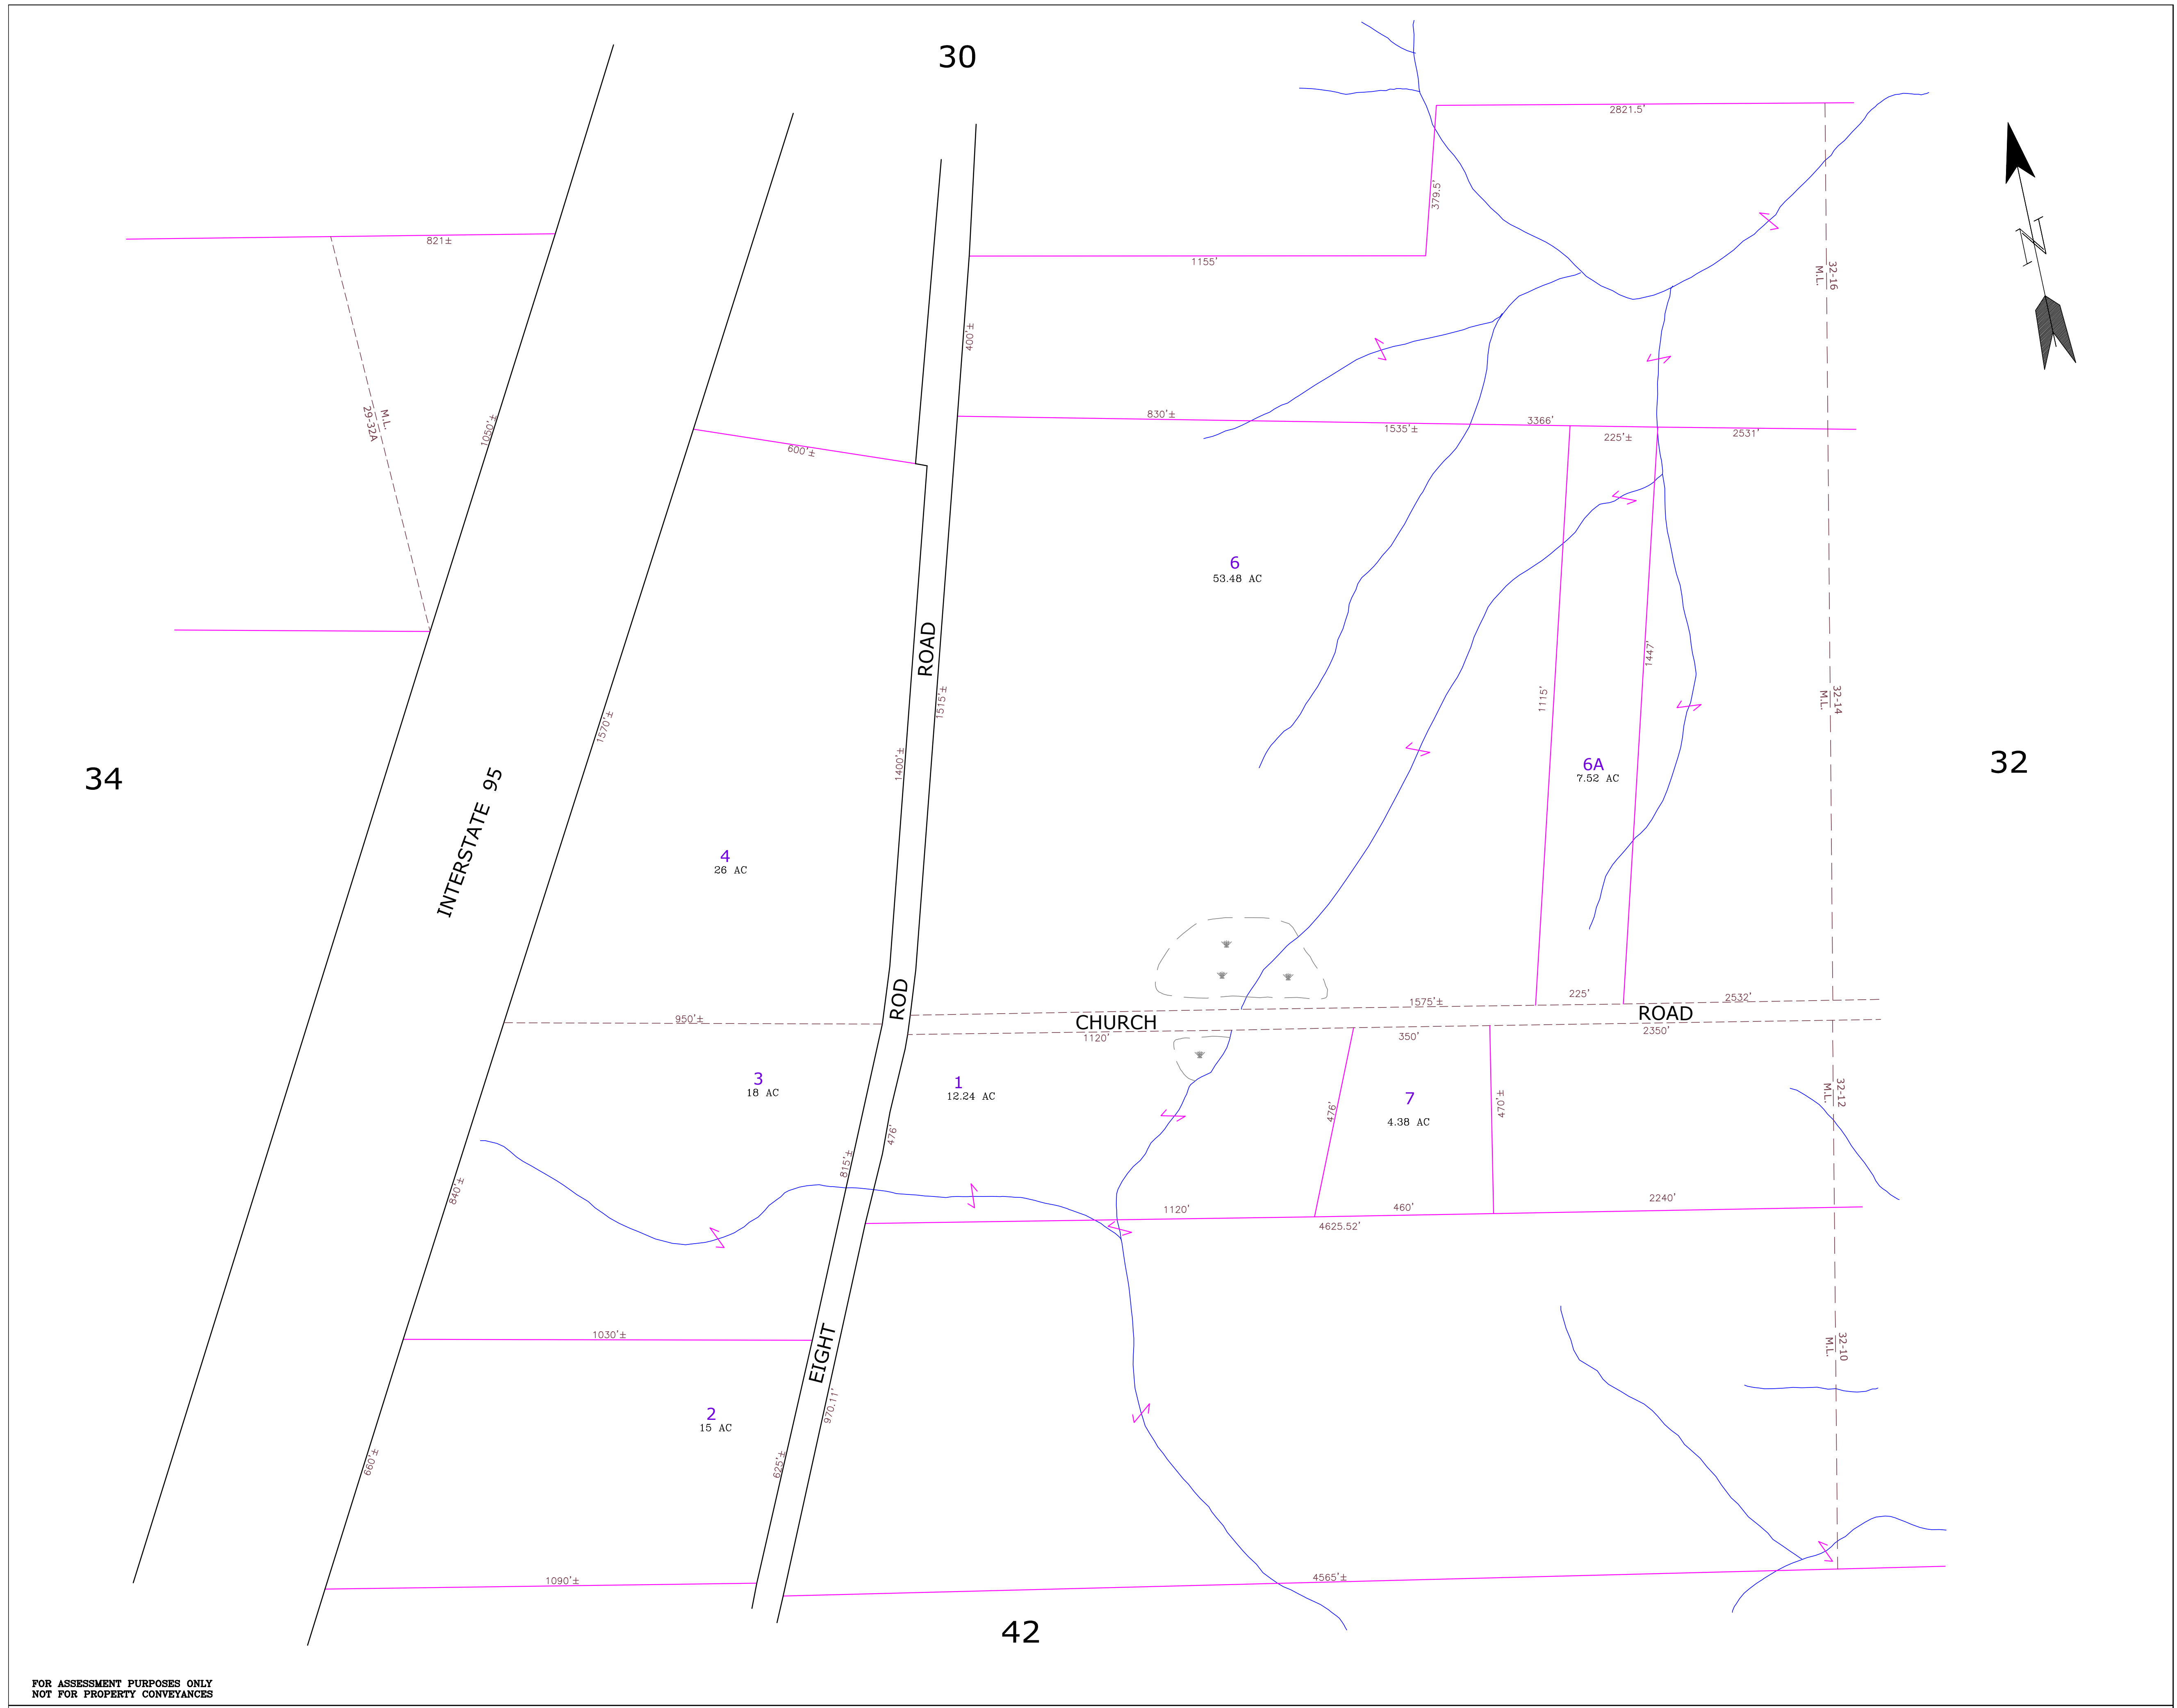 30
2821.5'
379.5'
821±
1155'
32-16
M.L.
N
400'±
M.L.
29-32A
1050'±
600'±
830'±
1535'±
3366'
225'±
2531'
6
53.48 AC
ROAD
1447'
1115'
32-14
M.L.
1515'±
1570'±
1400'±
34
32
6A
7.52 AC
INTERSTATE 95
4
26 AC
ROD
950'±
1575'±
225'
2532'
CHURCH
ROAD
1120'
350'
2350'
3
18 AC
1
12.24 AC
7
4.38 AC
476'
470'±
32-12
M.L.
476'
815'±
840'±
1120'
460'
2240'
4625.52'
1030'±
EIGHT
32-10
M.L.
970.11'
2
15 AC
660'±
625'±
1090'±
4565'±
42
FOR ASSESSMENT PURPOSES ONLY
NOT FOR PROPERTY CONVEYANCES